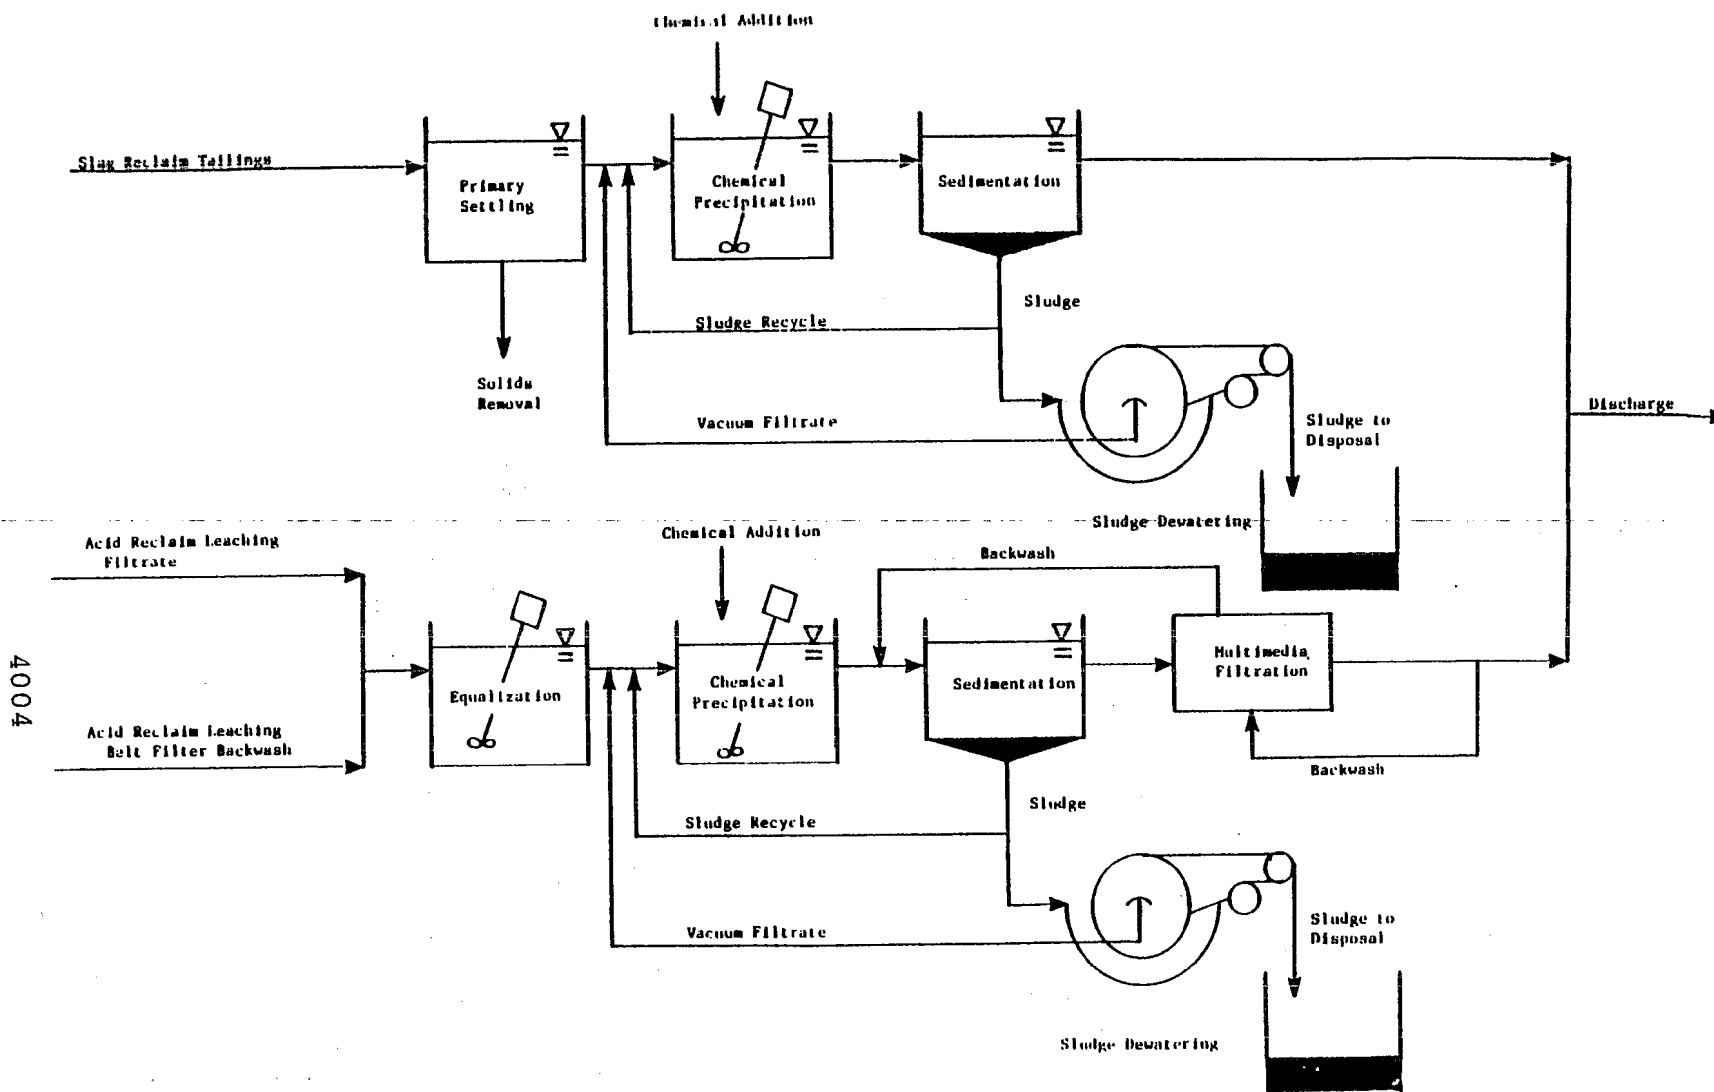 Chemical Addition
Slag Reclaim Tailings
Primary
Settling
Chemical
Precipitation
Sedimentation
Sludge
Sludge Recycle
Solids
Removal
Vacuum Filtrate
Sludge to
Disposal
Discharge
Sludge Dewatering
Acid Reclaim Leaching
Filtrate
Chemical Addition
Backwash
Equalization
Chemical
Precipitation
Sedimentation
Multimedia
Filtration
4004
Acid Reclaim Leaching
Belt Filter Backwash
Backwash
Sludge
Sludge Recycle
Vacuum Filtrate
Sludge to
Disposal
Sludge Dewatering